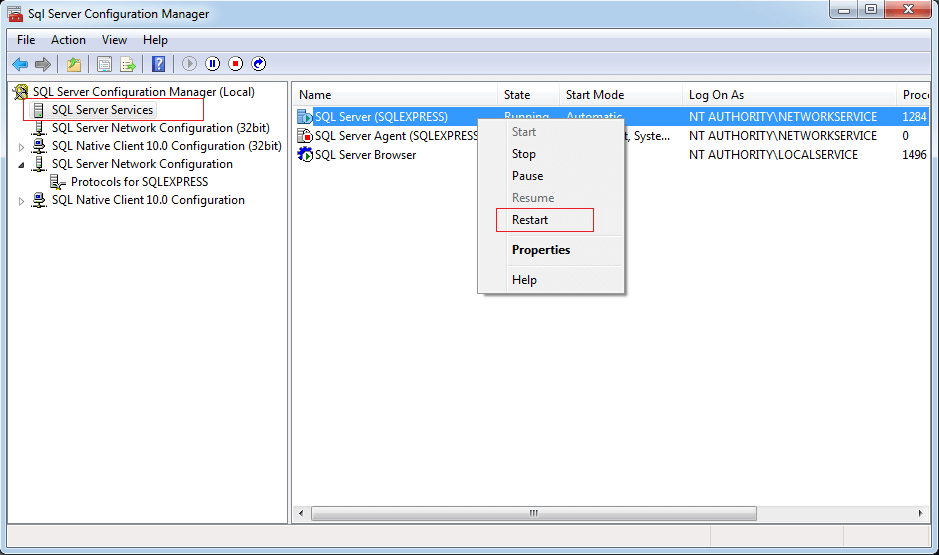 Sql Server Configuration Manager
File Action View Help
SQL Server Configuration Manager (Local)
SQL Server Services
SQL Server Network Configuration (32bit)
SQL Native Client 10.0 Configuration (32bit)
SQL Server Network Configuration
Protocols for SQLEXPRESS
SQL Native Client 10.0 Configuration
Name State Start Mode Log On As Proce
SQL Server (SQLEXPRESS) Running Automatic NT AUTHORITY\NETWORKSERVICE 1284
SQL Server Agent (SQLEXPRESS t, Syste... NT AUTHORITY\NETWORKSERVICE 0
SQL Server Browser NT AUTHORITY\LOCALSERVICE 1496
Start
Stop
Pause
Resume
Restart
Properties
Help